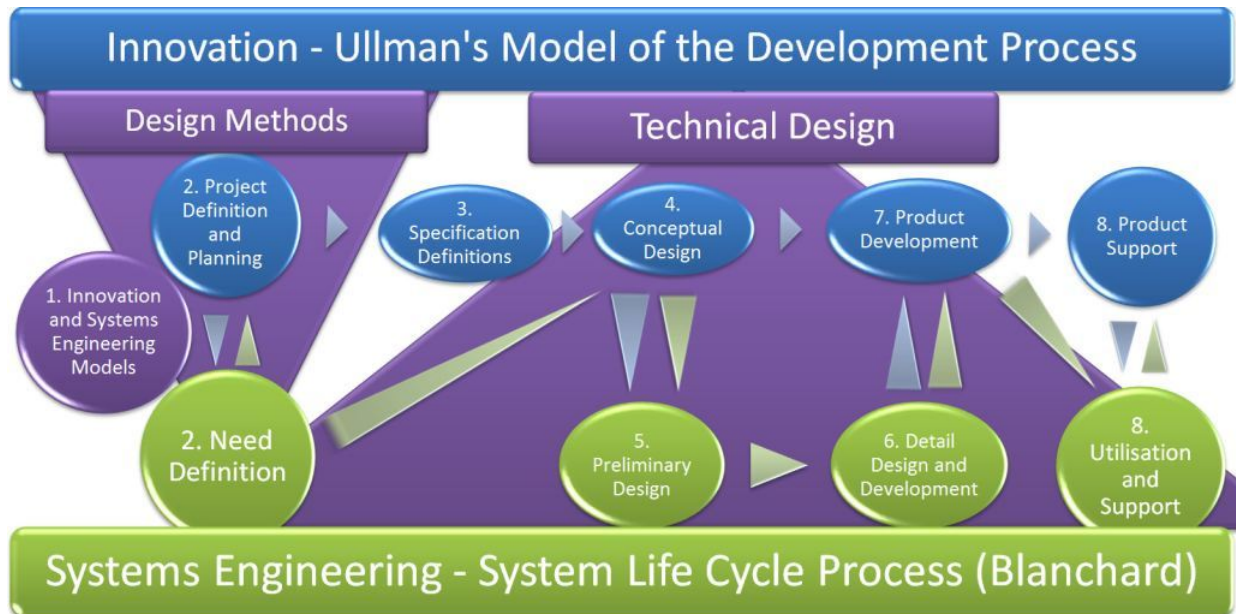 Innovation - Ullman's Model of the Development Process
Design Methods
Technical Design
2. Project
Definition
and
Planning
3.
Specification
Definitions
4.
Conceptual
Design
7. Product
Development
8. Product
Support
1. Innovation
and Systems
Engineering
Models
2. Need
Definition
5.
Preliminary
Design
6. Detail
Design and
Development
8.
Utilisation
and
Support
Systems Engineering - System Life Cycle Process (Blanchard)